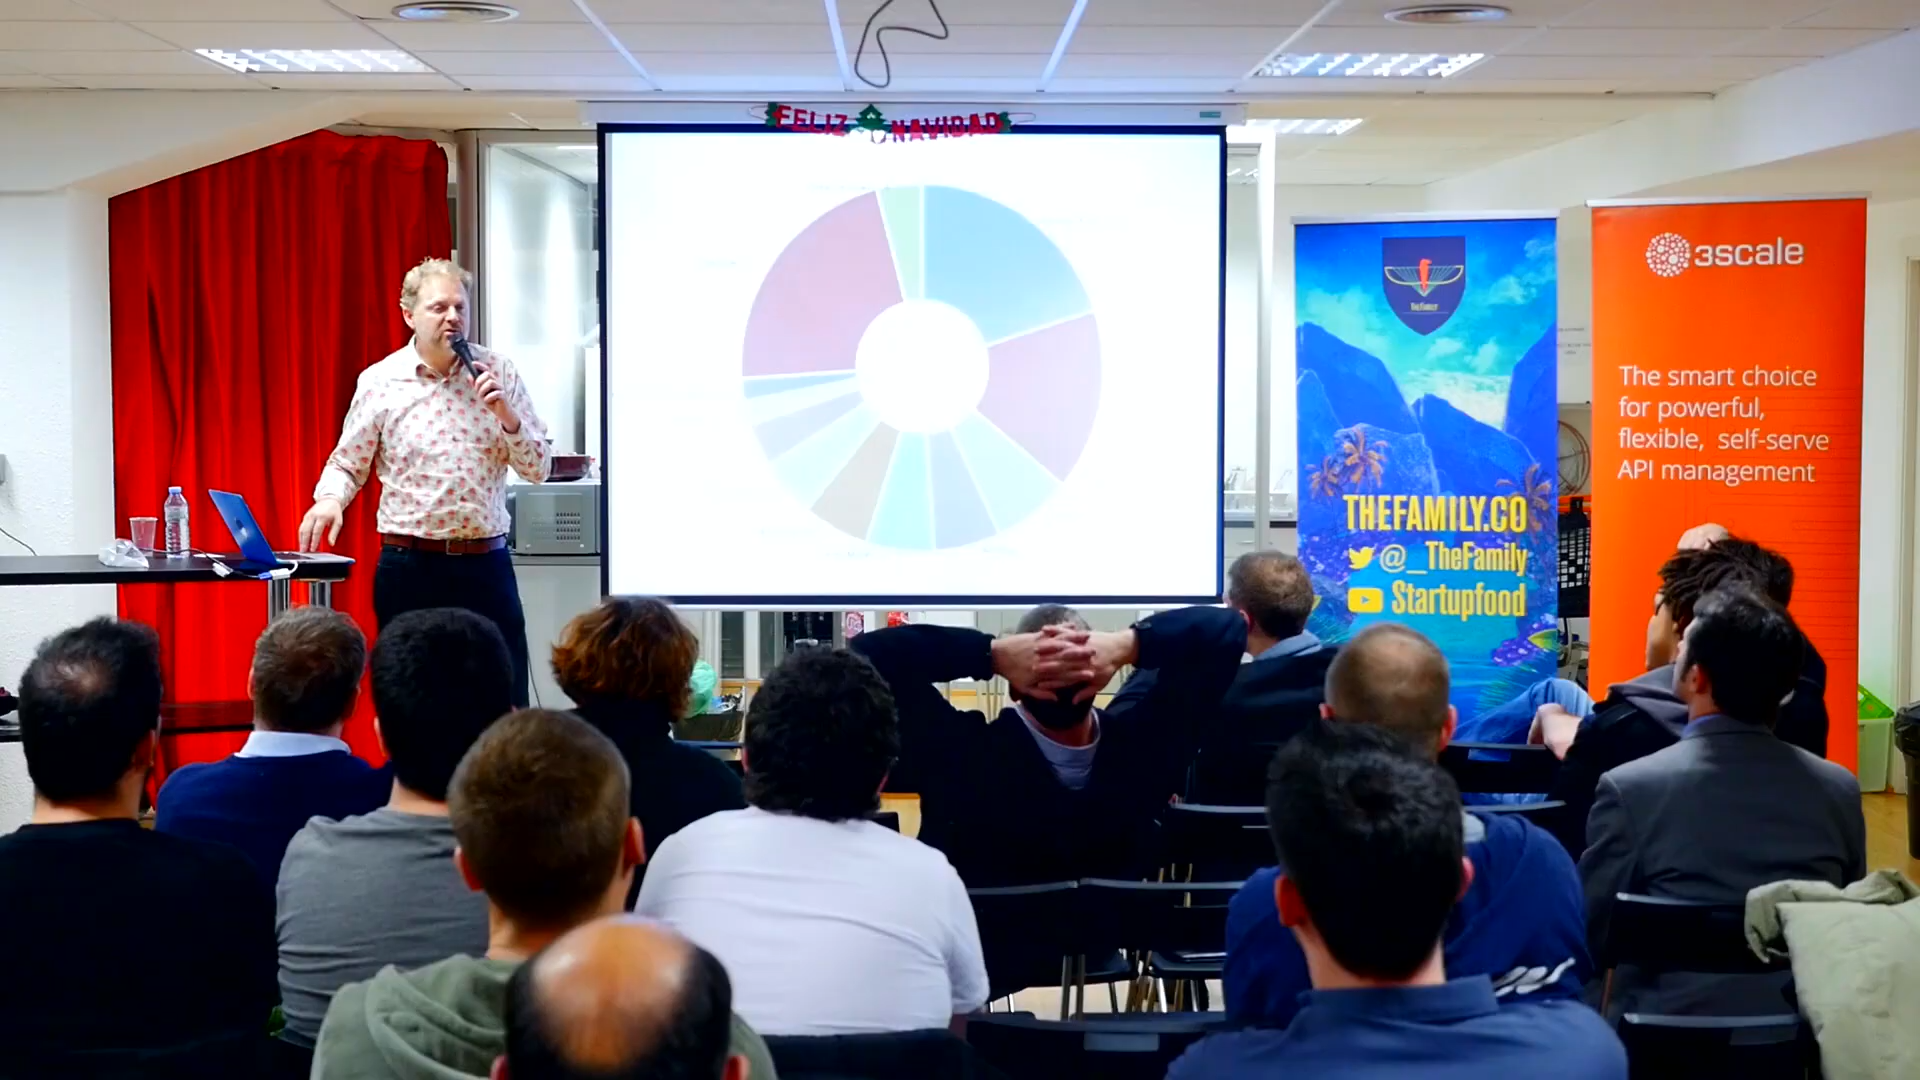 FELIZ NAVIDAD
THEFAMILY.CO
@_TheFamily
Startupfood
3scale
The smart choice
for powerful,
flexible, self-serve
API management